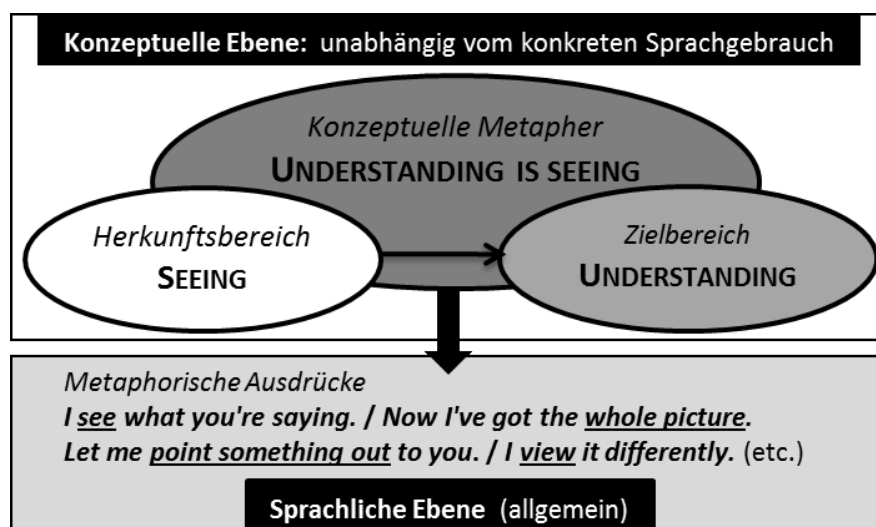 Konzeptuelle Ebene: unabhängig vom konkreten Sprachgebrauch
Konzeptuelle Metapher
UNDERSTANDING IS SEEING
Herkunftsbereich
SEEING
Zielbereich
UNDERSTANDING
Metaphorische Ausdrücke
I see what you're saying. / Now I've got the whole picture.
Let me point something out to you. / I view it differently. (etc.)
Sprachliche Ebene (allgemein)